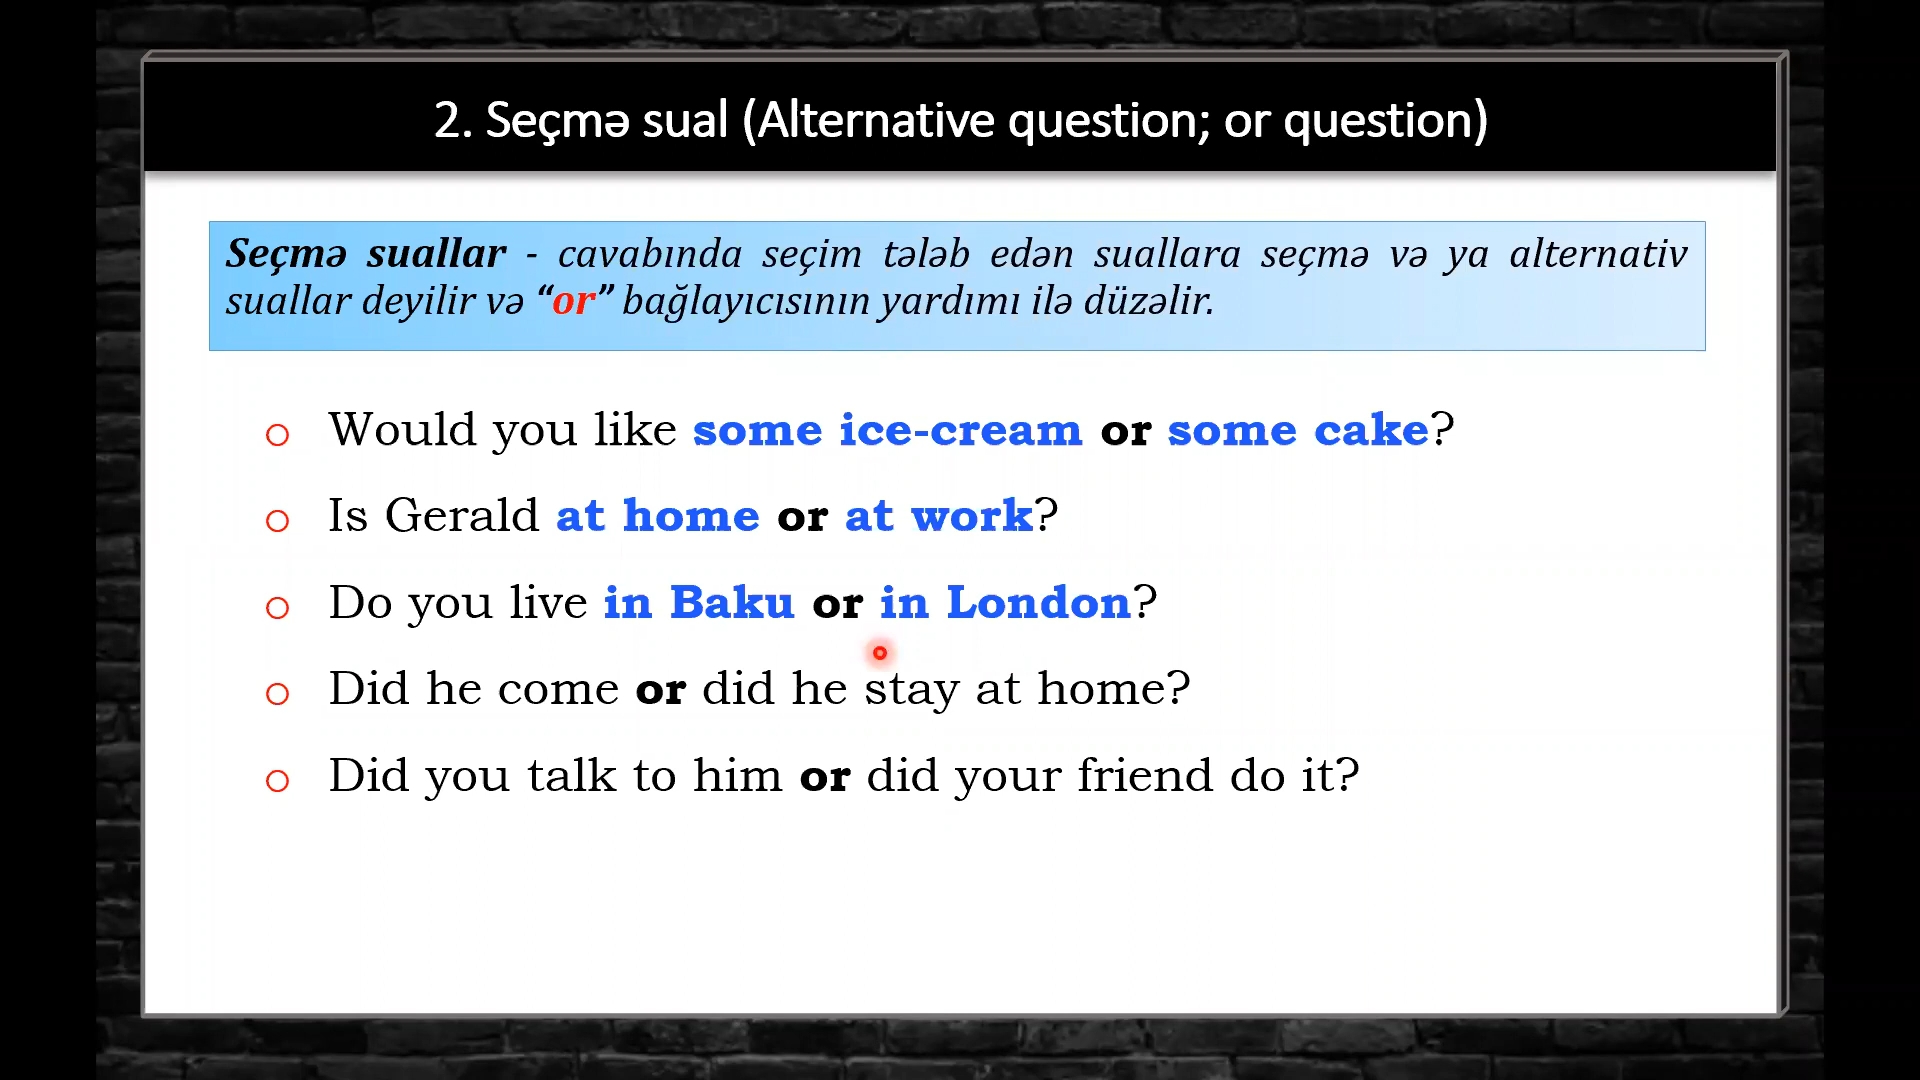 2. Seçmə sual (Alternative question; or question)
Seçmə suallar - cavabında seçim tələb edən suallara seçmə və ya alternativ
suallar deyilir və “or” bağlayıcısının yardımı ilə düzəlir.
Would you like some ice-cream or some cake?
Is Gerald at home or at work?
Do you live in Baku or in London?
Did he come or did he stay at home?
Did you talk to him or did your friend do it?